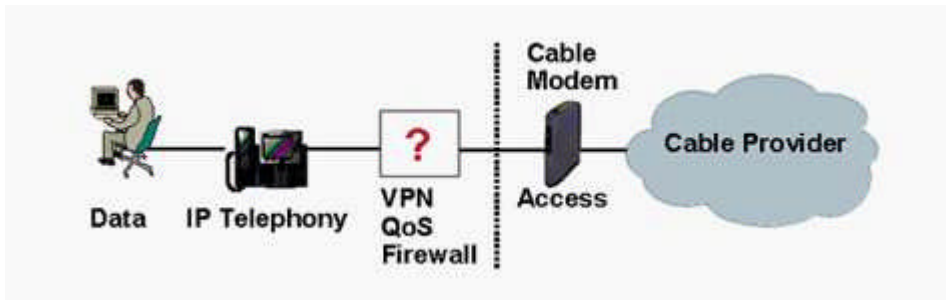 Cable
Modem
?
Cable Provider
Data
IP Telephony
VPN
QoS
Firewall
Access